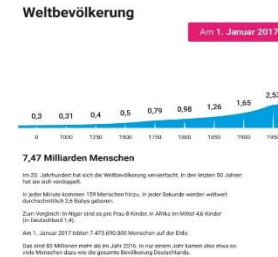 Weltbevölkerung
Am 1. Januar 2017
0,3 0,31 0,4 0,5 0,79 0,98 1,26 1,65 2,53
0 1000 1250 1500 1750 1800 1850 1900 1950
7,47 Milliarden Menschen
Im 20. Jahrhundert hat sich die Weltbevölkerung vervierfacht. In den letzten 50 Jahren
hat sie sich verdoppelt.
In jeder Minute kommen 159 Menschen hinzu. In jeder Sekunde werden weltweit
durchschnittlich 2,6 Babys geboren.
Zum Vergleich: In Niger sind es pro Frau 8 Kinder, in Afrika im Mittel 4,6 Kinder
(in Deutschland 1,4).
Am 1. Januar 2017 lebten 7.473.690.000 Menschen auf der Erde.
Das sind 83 Millionen mehr als im Jahr 2016. In nur einem Jahr kamen also etwa so
viele Menschen dazu wie die gesamte Bevölkerung Deutschlands.